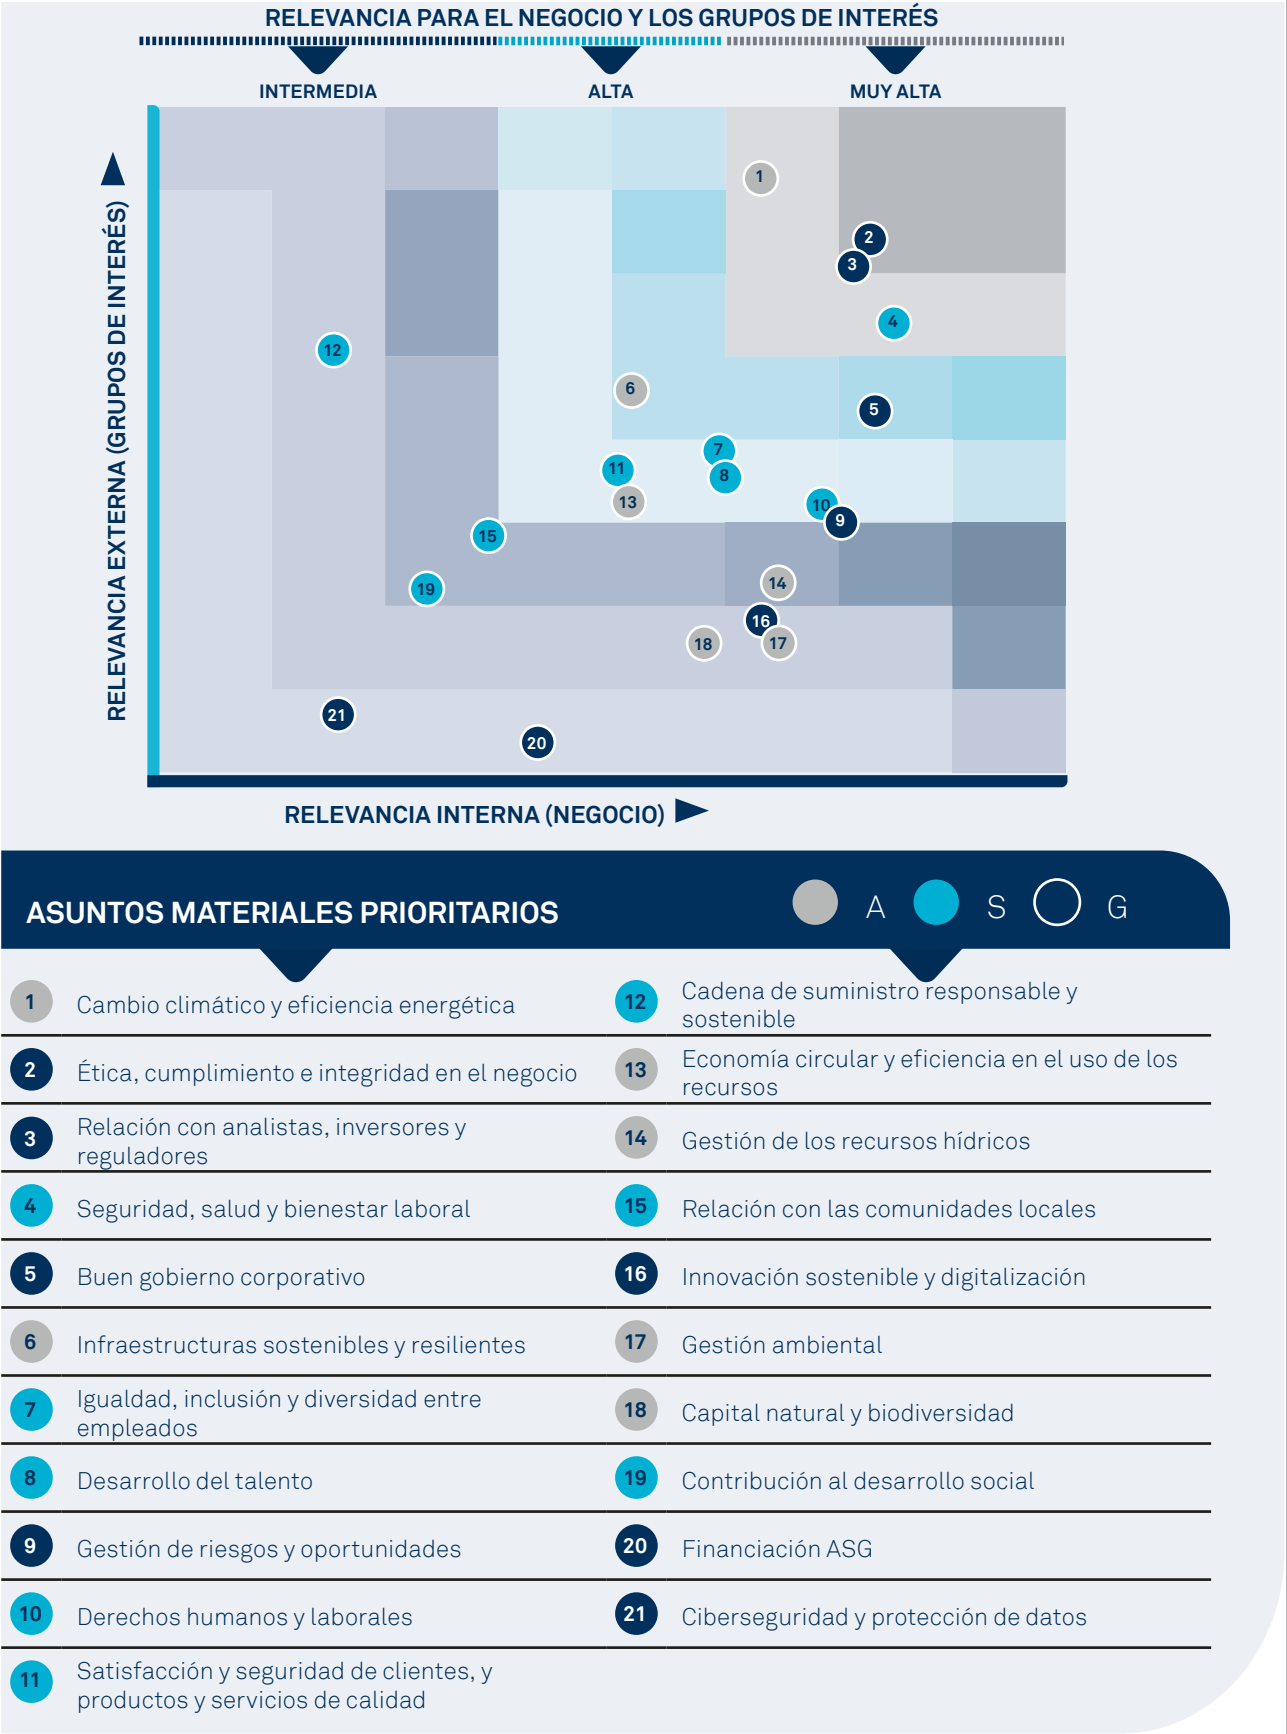 RELEVANCIA PARA EL NEGOCIO Y LOS GRUPOS DE INTERÉS
INTERMEDIA
ALTA
MUY ALTA
RELEVANCIA EXTERNA (GRUPOS DE INTERÉS)
1
2
3
4
12
6
5
7
11
8
13
10
9
15
14
19
16
18
17
21
20
RELEVANCIA INTERNA (NEGOCIO)
ASUNTOS MATERIALES PRIORITARIOS
A
S
G
1
Cambio climático y eficiencia energética
2
Ética, cumplimiento e integridad en el negocio
3
Relación con analistas, inversores y
reguladores
4
Seguridad, salud y bienestar laboral
5
Buen gobierno corporativo
6
Infraestructuras sostenibles y resilientes
7
Igualdad, inclusión y diversidad entre
empleados
8
Desarrollo del talento
9
Gestión de riesgos y oportunidades
10
Derechos humanos y laborales
11
Satisfacción y seguridad de clientes, y
productos y servicios de calidad
12
Cadena de suministro responsable y
sostenible
13
Economía circular y eficiencia en el uso de los
recursos
14
Gestión de los recursos hídricos
15
Relación con las comunidades locales
16
Innovación sostenible y digitalización
17
Gestión ambiental
18
Capital natural y biodiversidad
19
Contribución al desarrollo social
20
Financiación ASG
21
Ciberseguridad y protección de datos